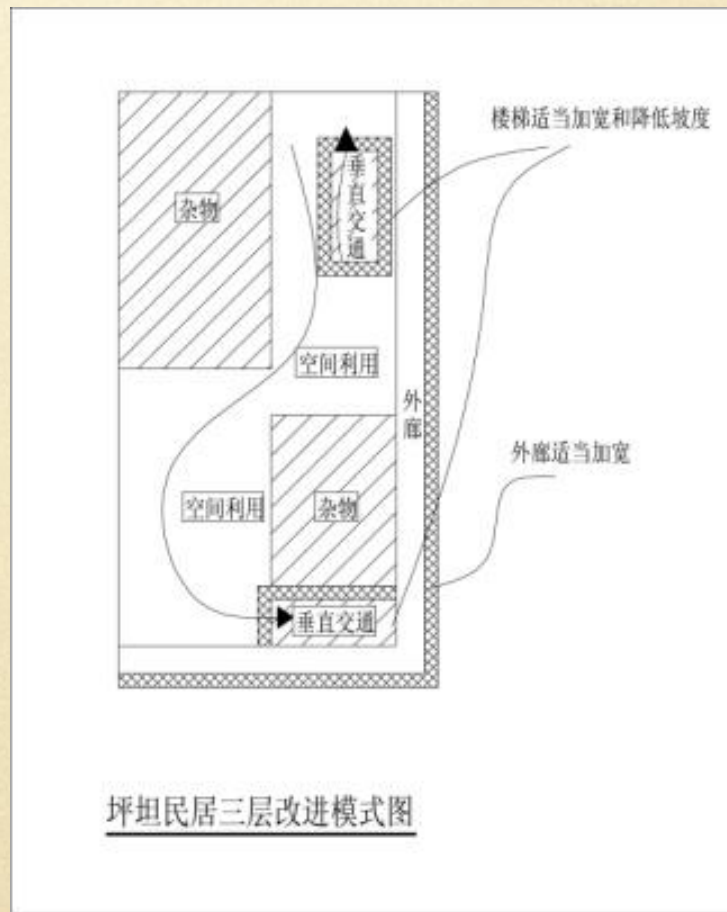 楼梯适当加宽和降低坡度
垂直交通
杂物
空间利用
外廊
外廊适当加宽
空间利用
杂物
垂直交通
坪坦民居三层改进模式图